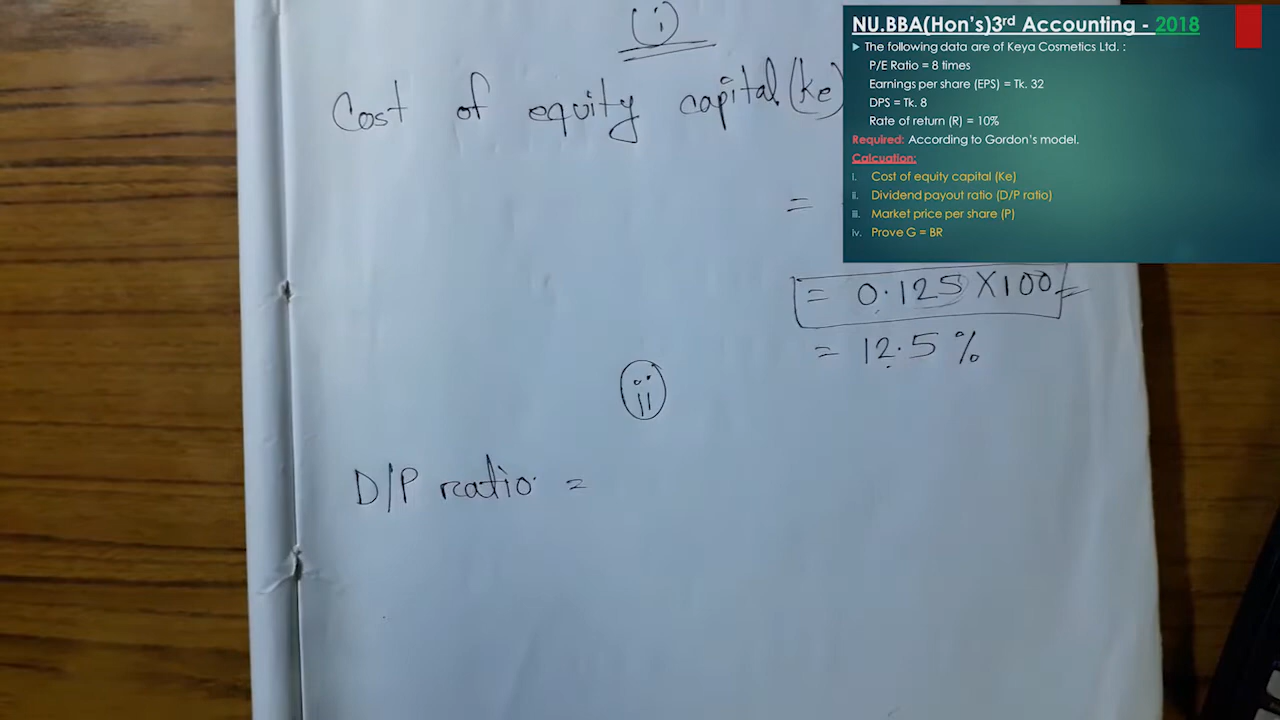 (i)
Cost of equity capital (Ke)
=
= 0.125 X 100
= 12.5 %
ii
D/P ratio =
NU.BBA(Hon's)3rd Accounting - 2018
The following data are of Keya Cosmetics Ltd. :
P/E Ratio = 8 times
Earnings per share (EPS) = Tk. 32
DPS = Tk. 8
Rate of return (R) = 10%
Required: According to Gordon's model.
Calcuation:
i. Cost of equity capital (Ke)
ii. Dividend payout ratio (D/P ratio)
iii. Market price per share (P)
iv. Prove G = BR